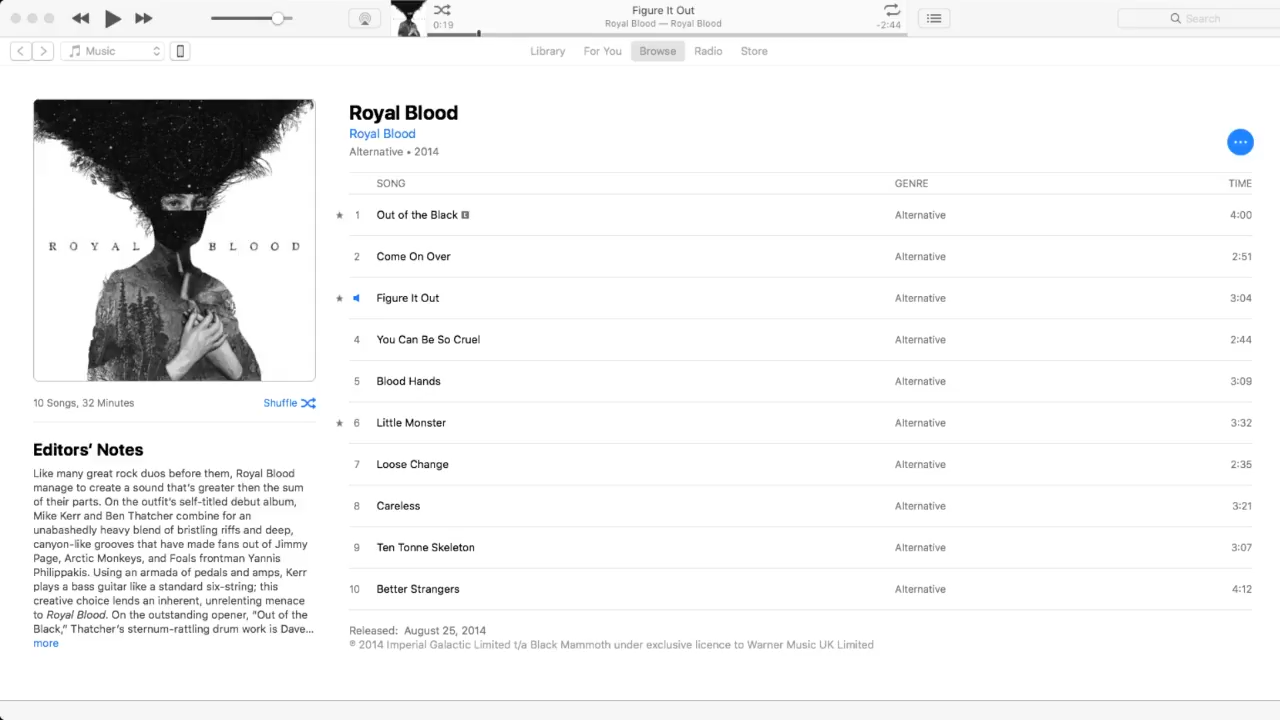 Figure It Out
0:19
Royal Blood — Royal Blood
-2:44
Search
Music
Library
For You
Browse
Radio
Store
ROYAL BLOOD
10 Songs, 32 Minutes
Shuffle
Editors’ Notes
Like many great rock duos before them, Royal Blood
manage to create a sound that’s greater then the sum
of their parts. On the outfit’s self-titled debut album,
Mike Kerr and Ben Thatcher combine for an
unabashedly heavy blend of bristling riffs and deep,
canyon-like grooves that have made fans out of Jimmy
Page, Arctic Monkeys, and Foals frontman Yannis
Philippakis. Using an armada of pedals and amps, Kerr
plays a bass guitar like a standard six-string; this
creative choice lends an inherent, unrelenting menace
to Royal Blood. On the outstanding opener, “Out of the
Black,” Thatcher’s sternum-rattling drum work is Dave...
more
Royal Blood
Royal Blood
Alternative • 2014
SONG GENRE TIME
★ 1 Out of the Black E Alternative 4:00
2 Come On Over Alternative 2:51
★ Figure It Out Alternative 3:04
4 You Can Be So Cruel Alternative 2:44
5 Blood Hands Alternative 3:09
★ 6 Little Monster Alternative 3:32
7 Loose Change Alternative 2:35
8 Careless Alternative 3:21
9 Ten Tonne Skeleton Alternative 3:07
10 Better Strangers Alternative 4:12
Released: August 25, 2014
℗ 2014 Imperial Galactic Limited t/a Black Mammoth under exclusive licence to Warner Music UK Limited